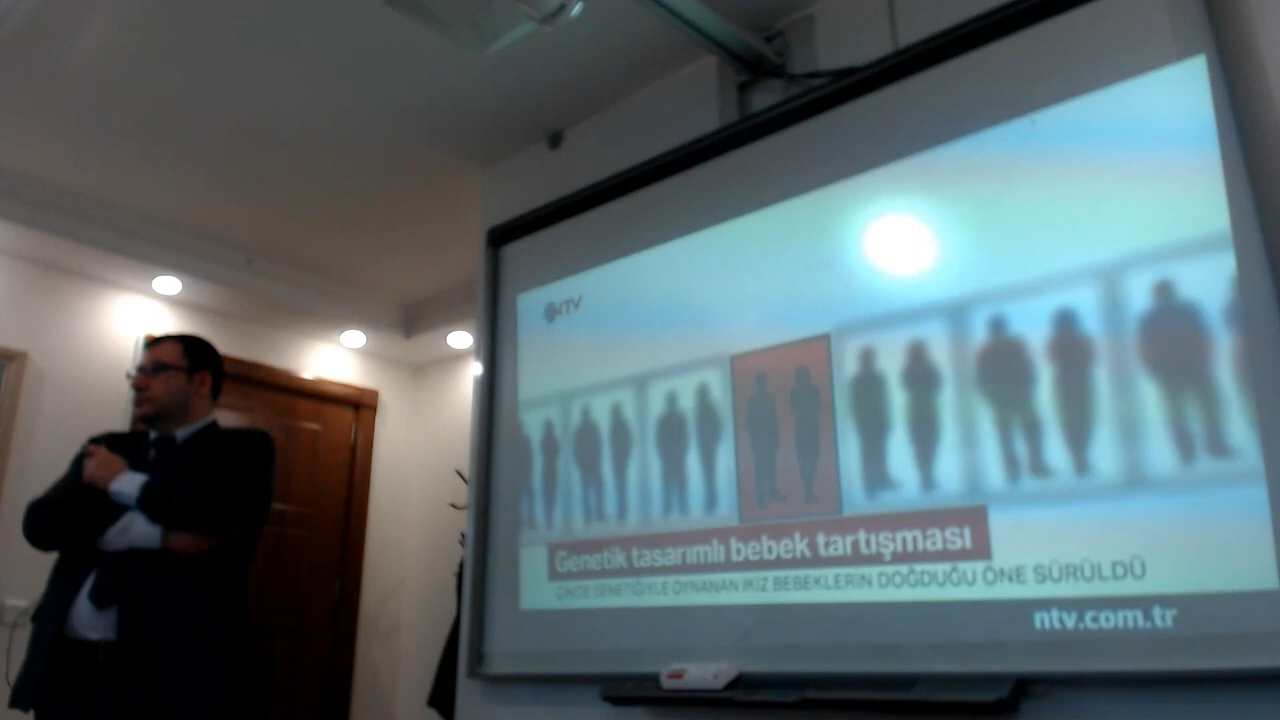 NTV
Genetik tasarımlı bebek tartışması
ÇİN'DE GENETİĞİYLE OYNANAN İKİZ BEBEKLERİN DOĞDUĞU ÖNE SÜRÜLDÜ
ntv.com.tr